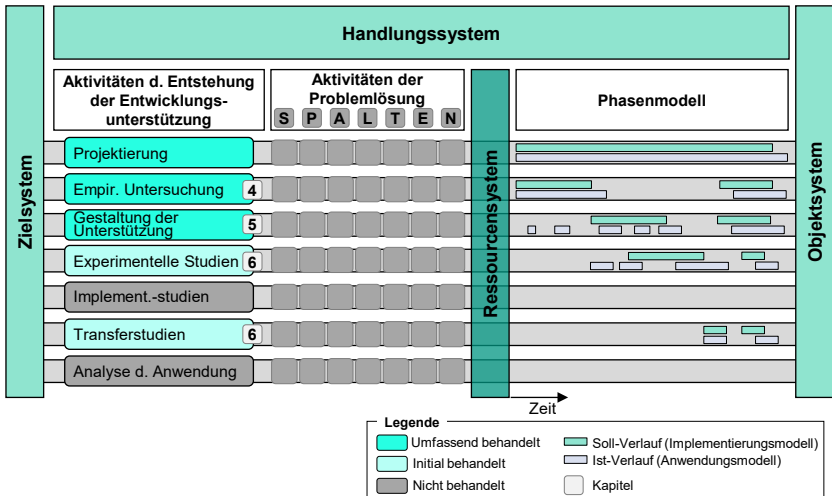 Handlungssystem
Zielsystem
Aktivitäten d. Entstehung
der Entwicklungs-
unterstützung
Aktivitäten der
Problemlösung
S P A L T E N
Ressourcensystem
Phasenmodell
Objektsystem
Projektierung
Empir. Untersuchung 4
Gestaltung der
Unterstützung 5
Experimentelle Studien 6
Implement.-studien
Transferstudien 6
Analyse d. Anwendung
Zeit
Legende
Umfassend behandelt
Initial behandelt
Nicht behandelt
Soll-Verlauf (Implementierungsmodell)
Ist-Verlauf (Anwendungsmodell)
Kapitel